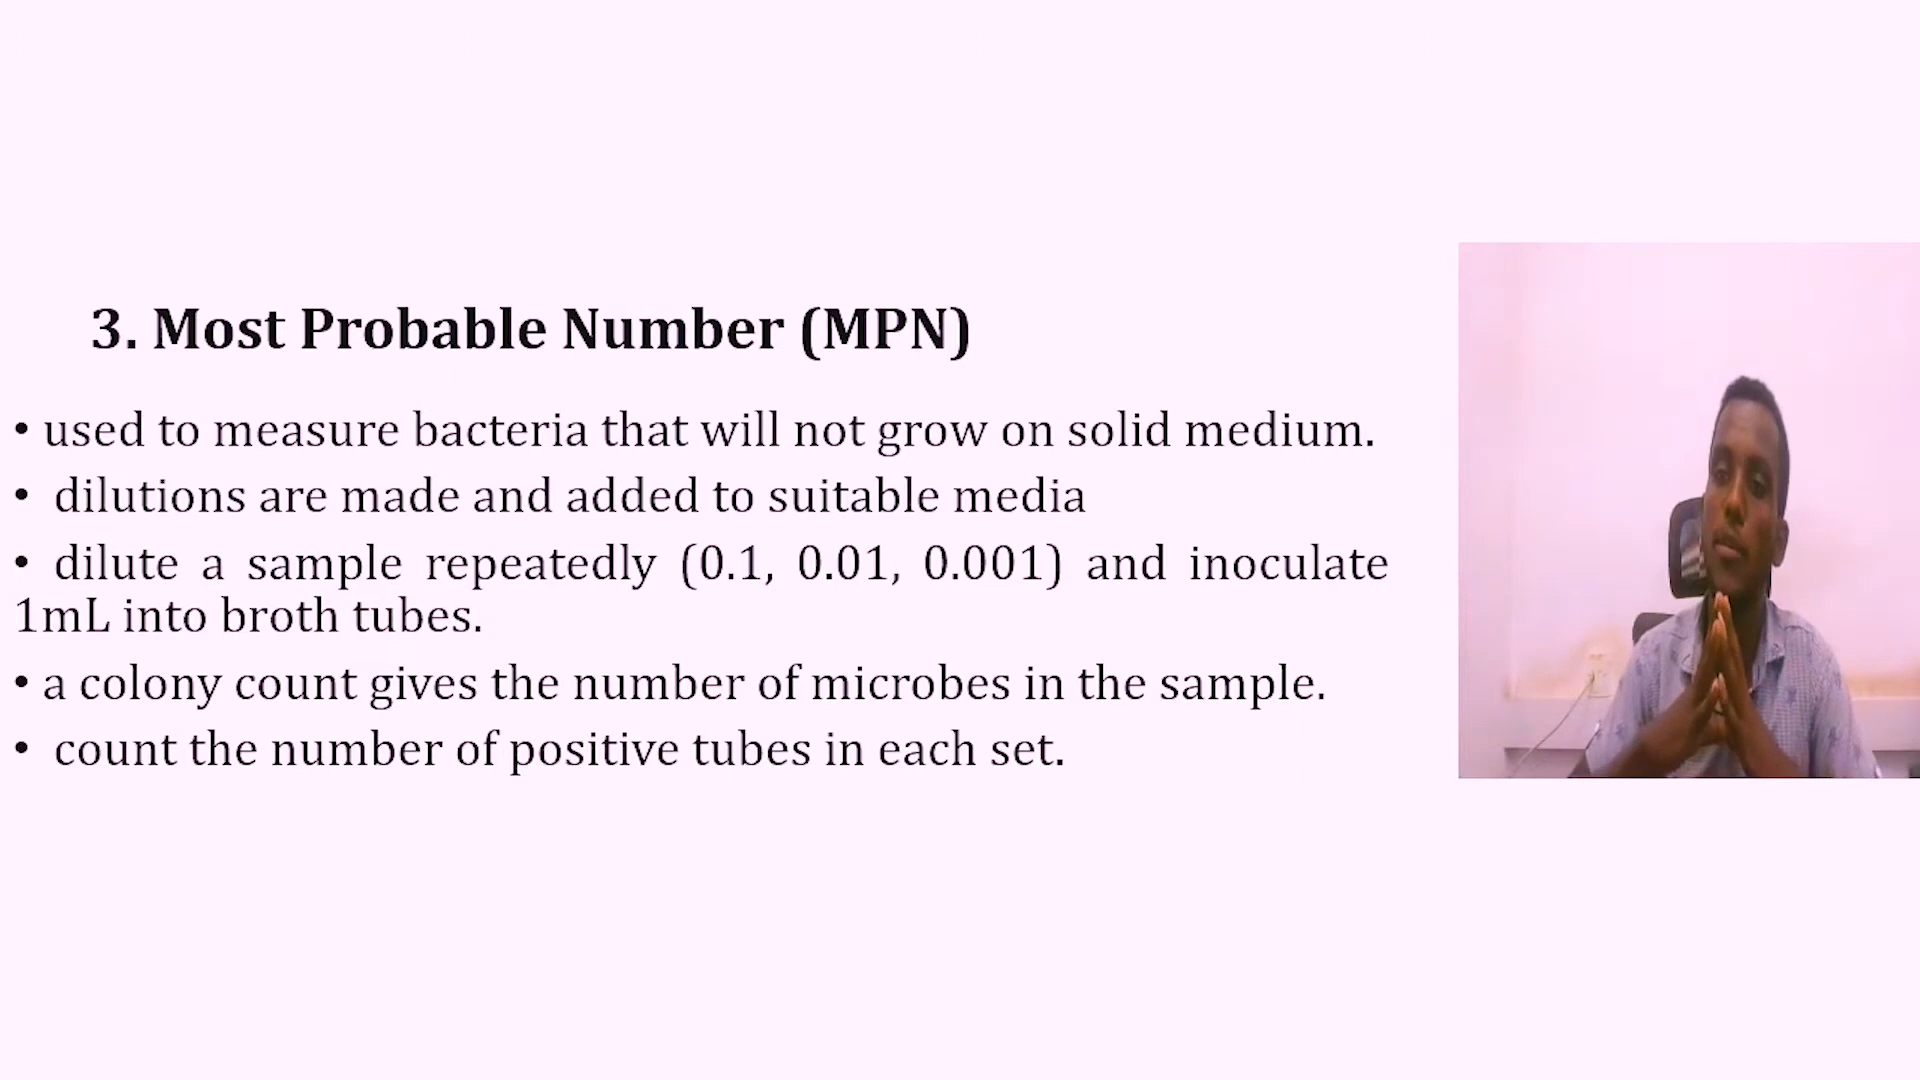 3. Most Probable Number (MPN)
• used to measure bacteria that will not grow on solid medium.
• dilutions are made and added to suitable media
• dilute a sample repeatedly (0.1, 0.01, 0.001) and inoculate
1mL into broth tubes.
• a colony count gives the number of microbes in the sample.
• count the number of positive tubes in each set.